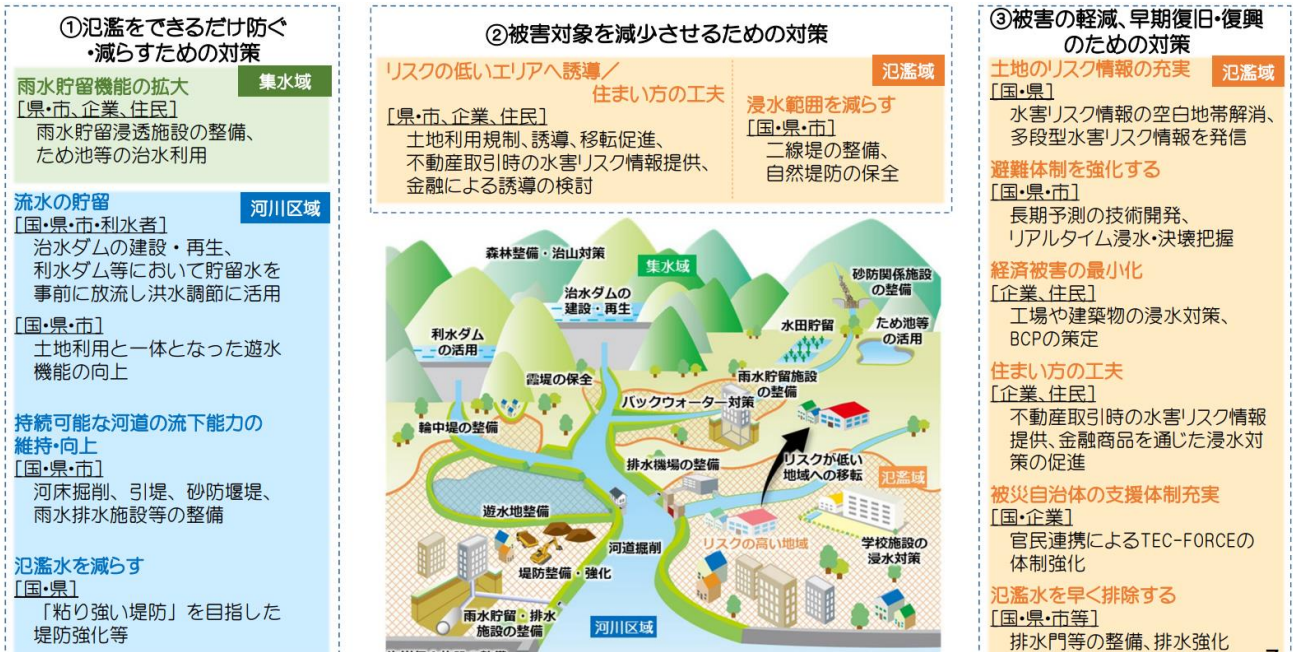 ①氾濫をできるだけ防ぐ
・減らすための対策
集水域
雨水貯留機能の拡大
[県・市、企業、住民]
雨水貯留浸透施設の整備、
ため池等の治水利用
流水の貯留
河川区域
[国・県・市・利水者]
治水ダムの建設・再生、
利水ダム等において貯留水を
事前に放流し洪水調節に活用
[国・県・市]
土地利用と一体となった遊水
機能の向上
持続可能な河道の流下能力の
維持・向上
[国・県・市]
河床掘削、引堤、砂防堰堤、
雨水排水施設等の整備
氾濫水を減らす
[国・県]
「粘り強い堤防」を目指した
堤防強化等
②被害対象を減少させるための対策
リスクの低いエリアへ誘導／
住まい方の工夫
[県・市、企業、住民]
土地利用規制、誘導、移転促進、
不動産取引時の水害リスク情報提供、
金融による誘導の検討
氾濫域
浸水範囲を減らす
[国・県・市]
二線堤の整備、
自然堤防の保全
森林整備・治山対策
集水域
治水ダムの
建設・再生
砂防関係施設
の整備
利水ダム
の活用
水田貯留
ため池等
の活用
霞堤の保全
雨水貯留施設
の整備
バックウォーター対策
輪中堤の整備
排水機場の整備
リスクが低い
地域への移転
氾濫域
遊水地整備
河道掘削
リスクの高い地域
学校施設の
浸水対策
堤防整備・強化
雨水貯留・排水
施設の整備
河川区域
③被害の軽減、早期復旧・復興
のための対策
土地のリスク情報の充実
氾濫域
[国・県]
水害リスク情報の空白地帯解消、
多段型水害リスク情報を発信
避難体制を強化する
[国・県・市]
長期予測の技術開発、
リアルタイム浸水・決壊把握
経済被害の最小化
[企業、住民]
工場や建築物の浸水対策、
BCPの策定
住まい方の工夫
[企業、住民]
不動産取引時の水害リスク情報
提供、金融商品を通じた浸水対
策の促進
被災自治体の支援体制充実
[国・企業]
官民連携によるTEC-FORCEの
体制強化
氾濫水を早く排除する
[国・県・市等]
排水門等の整備、排水強化